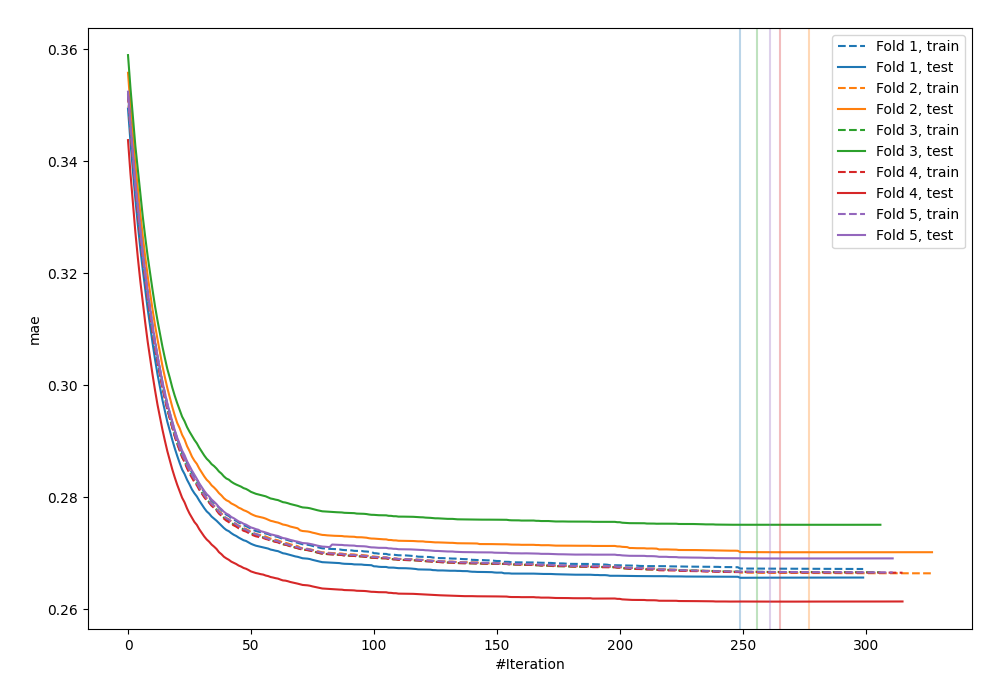 0.36
0.34
0.32
0.30
0.28
0.26
mae
0
50
100
150
200
250
300
#Iteration
Fold 1, train
Fold 1, test
Fold 2, train
Fold 2, test
Fold 3, train
Fold 3, test
Fold 4, train
Fold 4, test
Fold 5, train
Fold 5, test